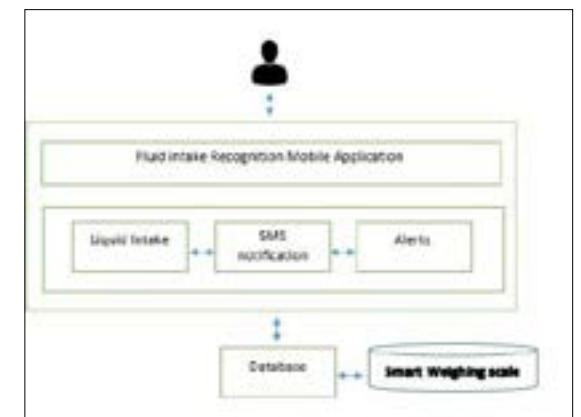 Fluid Intake Recognition Mobile Application
Liquid Intake
SMS
notification
Alerts
Database
Smart Weighing scale